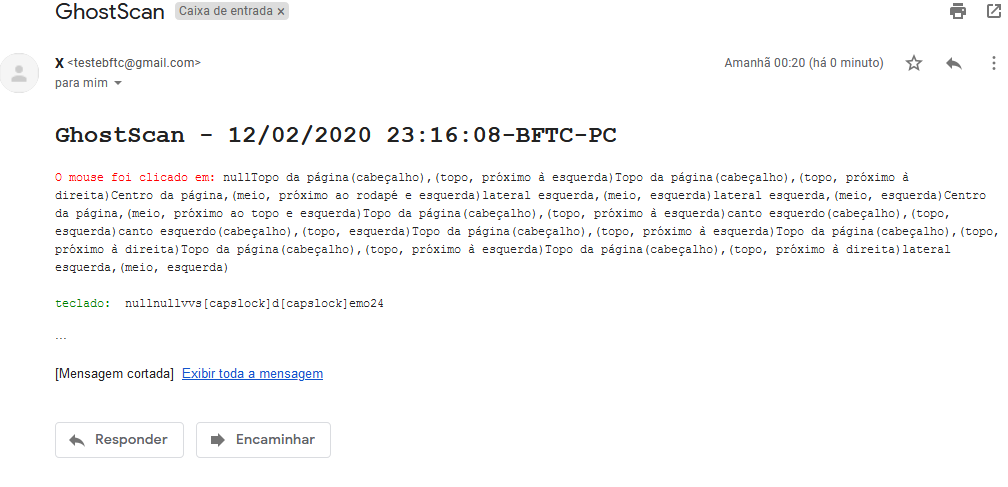 GhostScan Caixa de entrada ×
X <testebftc@gmail.com> Amanhã 00:20 (há 0 minuto)
para mim
GhostScan - 12/02/2020 23:16:08-BFTC-PC
O mouse foi clicado em: nullTopo da página(cabeçalho),(topo, próximo à esquerda)Topo da página(cabeçalho),(topo, próximo à
direita)Centro da página,(meio, próximo ao rodapé e esquerda)lateral esquerda,(meio, esquerda)lateral esquerda,(meio, esquerda)Centro
da página,(meio, próximo ao topo e esquerda)Topo da página(cabeçalho),(topo, próximo à esquerda)canto esquerdo(cabeçalho),(topo,
esquerda)canto esquerdo(cabeçalho),(topo, esquerda)Topo da página(cabeçalho),(topo, próximo à esquerda)Topo da página(cabeçalho),(topo,
próximo à direita)Topo da página(cabeçalho),(topo, próximo à esquerda)Topo da página(cabeçalho),(topo, próximo à direita)lateral
esquerda,(meio, esquerda)
teclado: nullnullvvs[capslock]d[capslock]emo24
...
[Mensagem cortada] Exibir toda a mensagem
Responder Encaminhar